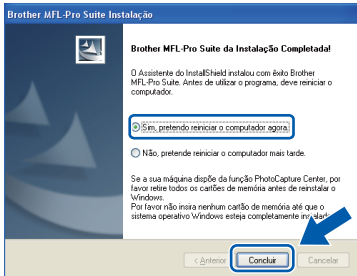 Brother MFL-Pro Suite Instalação
Brother MFL-Pro Suite da Instalação Completada!
O Assistente do InstallShield instalou com êxito Brother
MFL-Pro Suite. Antes de utilizar o programa, deve reiniciar o
computador.
Sim, pretendo reiniciar o computador agora.
Não, pretende reiniciar o computador mais tarde.
Se a sua máquina dispõe da função PhotoCapture Center, por
favor retire todos os cartões de memória antes de reinstalar o
Windows.
Por favor não insira nenhum cartão de memória até que o
sistema operativo Windows esteja completamente instalado.
< Anterior
Concluir
Cancelar